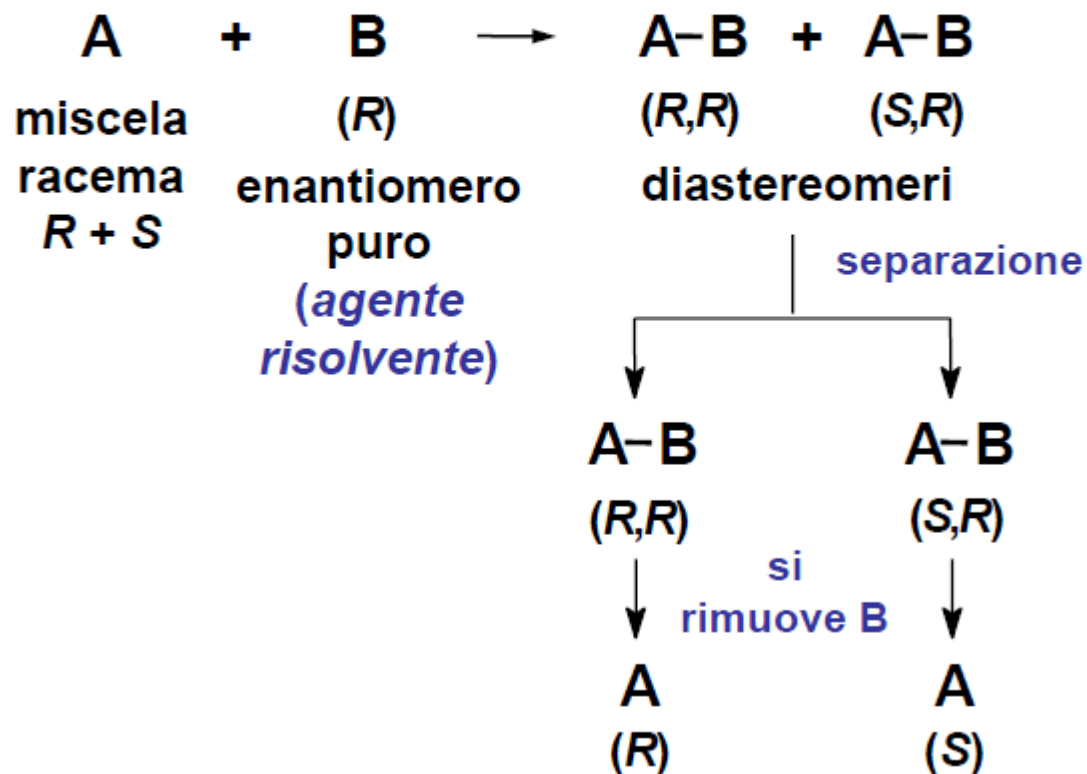 A + B → A–B + A–B
miscela racema R + S
(R)
enantiomero puro
(agente risolvente)
(R,R) (S,R)
diastereomeri
separazione
A–B A–B
(R,R) (S,R)
si rimuove B
A A
(R) (S)